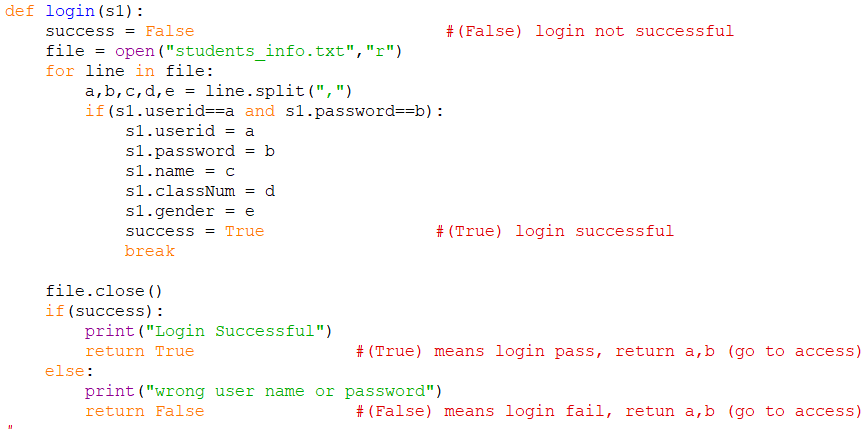 def login(s1):
    success = False                         #(False) login not successful
    file = open("students_info.txt","r")
    for line in file:
        a,b,c,d,e = line.split(",")
        if(s1.userid==a and s1.password==b):
            s1.userid = a
            s1.password = b
            s1.name = c
            s1.classNum = d
            s1.gender = e
            success = True                 #(True) login successful
            break
    file.close()
    if(success):
        print("Login Successful")
        return True                #(True) means login pass, return a,b (go to access)
    else:
        print("wrong user name or password")
        return False               #(False) means login fail, retun a,b (go to access)